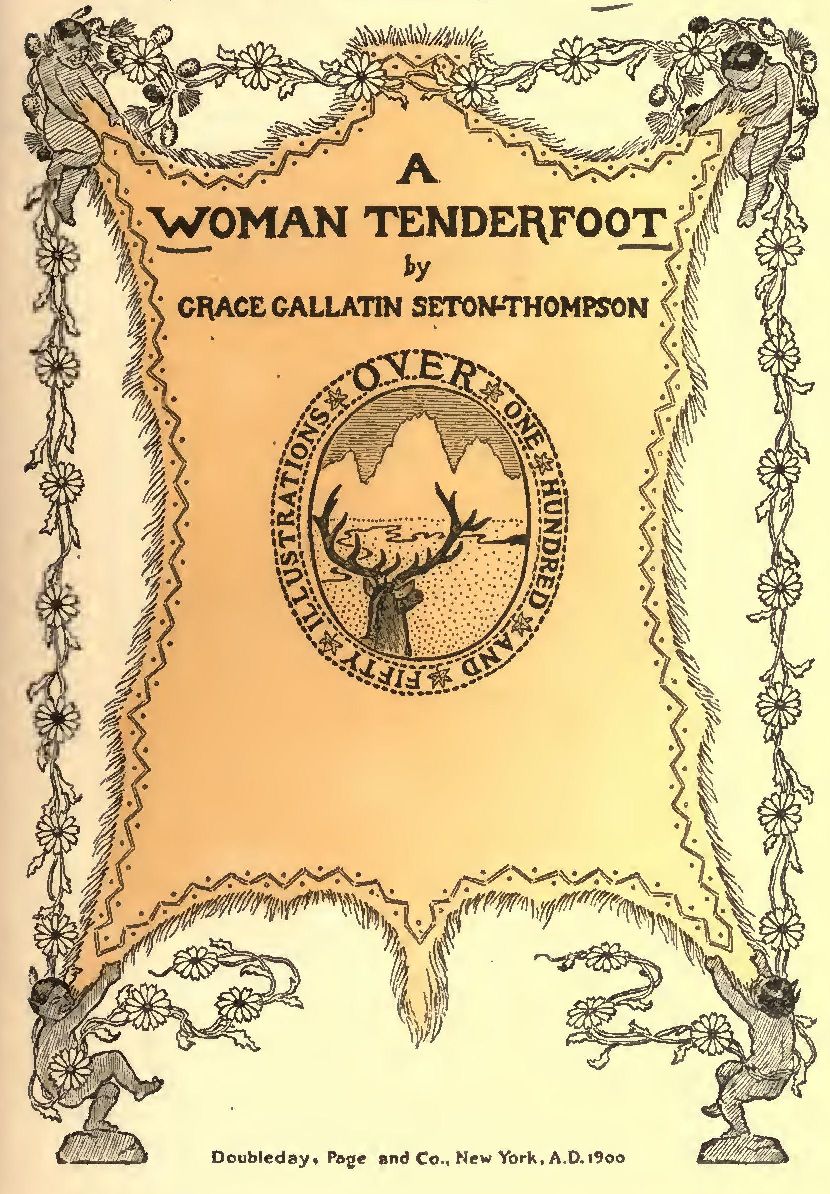 A
WOMAN TENDERFOOT
by
GRACE GALLATIN SETON-THOMPSON
OVER ONE HUNDRED AND FIFTY ILLUSTRATIONS
Doubleday, Page and Co., New York, A.D. 1900